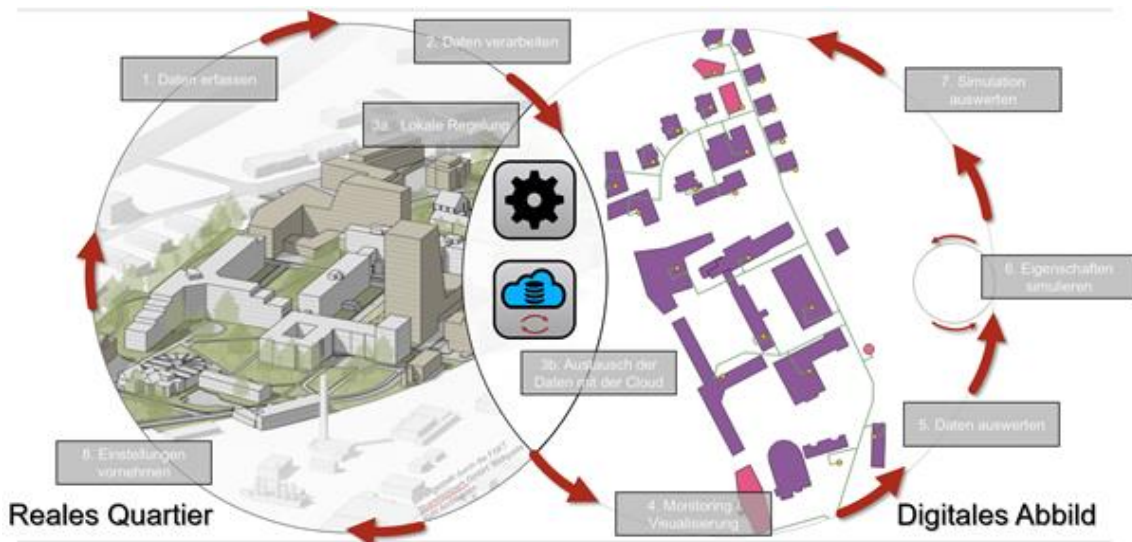 2. Daten verarbeiten
1. Daten erfassen
3a. Lokale Regelung
7. Simulation
auswerten
6. Eigenschaften
simulieren
3b. Austausch der
Daten mit der Cloud
5. Daten auswerten
8. Einstellungen
vornehmen
4. Monitoring &
Visualisierung
Reales Quartier
Digitales Abbild